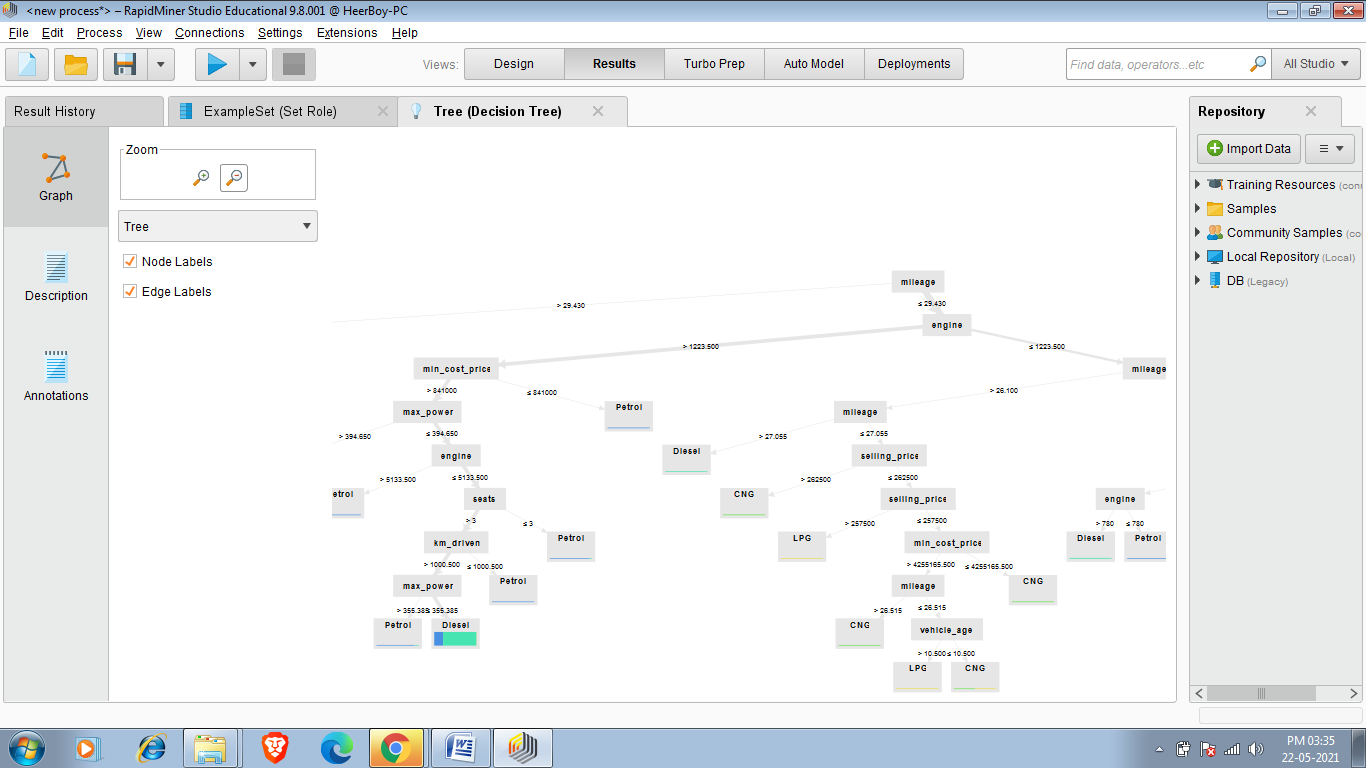 <new process*> – RapidMiner Studio Educational 9.8.001 @ HeerBoy-PC
File Edit Process View Connections Settings Extensions Help
Views: Design Results Turbo Prep Auto Model Deployments
Find data, operators...etc
All Studio
Result History
ExampleSet (Set Role)
Tree (Decision Tree)
Repository
Graph
Description
Annotations
Zoom
Tree
Node Labels
Edge Labels
Import Data
Training Resources (con
Samples
Community Samples (co
Local Repository (Local)
DB (Legacy)
mileage
> 29.430 ≤ 29.430
engine
> 1223.500 ≤ 1223.500
min_cost_price mileage
> 841000 ≤ 841000 > 26.100
max_power Petrol mileage
> 394.650 ≤ 394.650 > 27.055 ≤ 27.055
engine Diesel selling_price
> 5133.500 ≤ 5133.500 > 262500 ≤ 262500
etrol seats CNG selling_price engine
> 3 ≤ 3 > 257500 ≤ 257500 > 780 ≤ 780
km_driven Petrol LPG min_cost_price Diesel Petrol
> 1000.500 ≤ 1000.500 > 4255165.500 ≤ 4255165.500
max_power Petrol mileage CNG
> 355.385 ≤ 355.385 > 26.515 ≤ 26.515
Petrol Diesel CNG vehicle_age
> 10.500 ≤ 10.500
LPG CNG
PM 03:35
22-05-2021